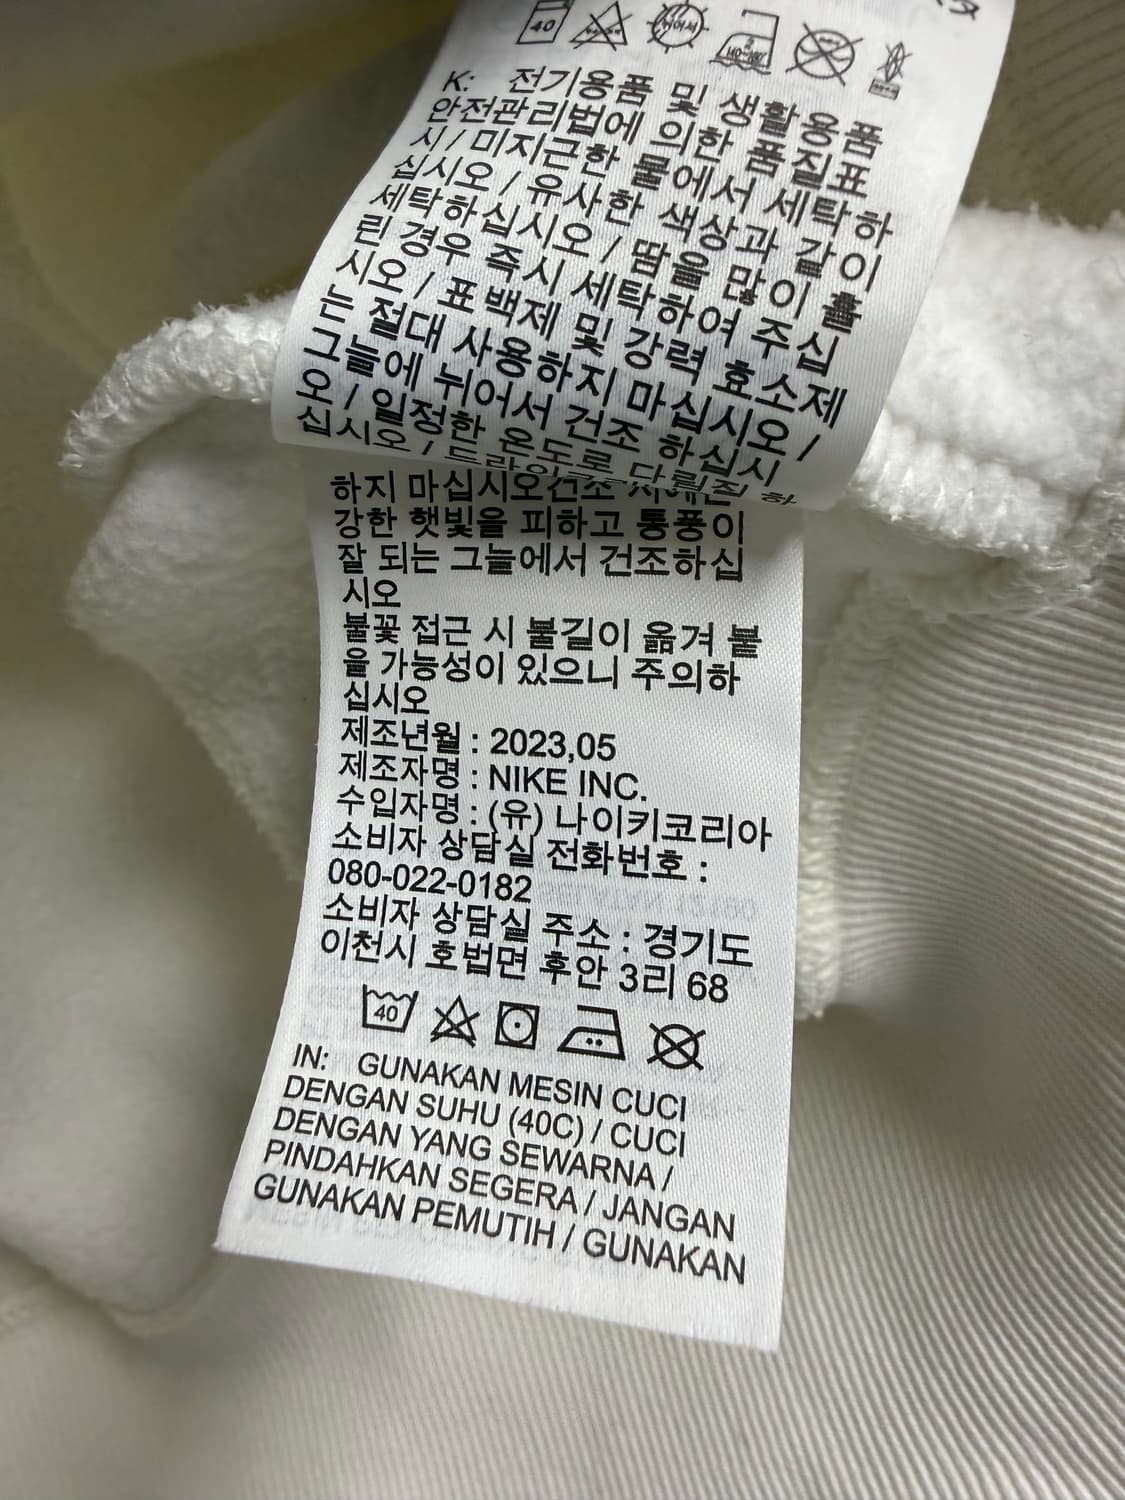 40
K: 전기용품 및 생활용품
안전관리법에 의한 품질표
시 / 미지근한 물에서 세탁하
십시오 / 유사한 색상과 같이
세탁하십시오 / 땀을 많이 흘
린 경우 즉시 세탁하여 주십
시오 / 표백제 및 강력 효소제
는 절대 사용하지 마십시오 /
그늘에 뉘어서 건조 하십시
오 / 일정한 온도로 다림질 하
십시오 /
하지 마십시오건조 시에는
강한 햇빛을 피하고 통풍이
잘 되는 그늘에서 건조하십
시오
불꽃 접근 시 불길이 옮겨 붙
을 가능성이 있으니 주의하
십시오
제조년월 : 2023,05
제조자명 : NIKE INC.
수입자명 : (유) 나이키코리아
소비자 상담실 전화번호 :
080-022-0182
소비자 상담실 주소 : 경기도
이천시 호법면 후안 3리 68
40
IN: GUNAKAN MESIN CUCI
DENGAN SUHU (40C) / CUCI
DENGAN YANG SEWARNA /
PINDAHKAN SEGERA / JANGAN
GUNAKAN PEMUTIH / GUNAKAN